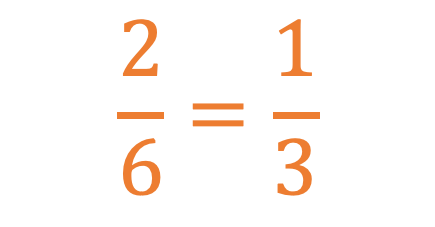 2/6 = 1/3